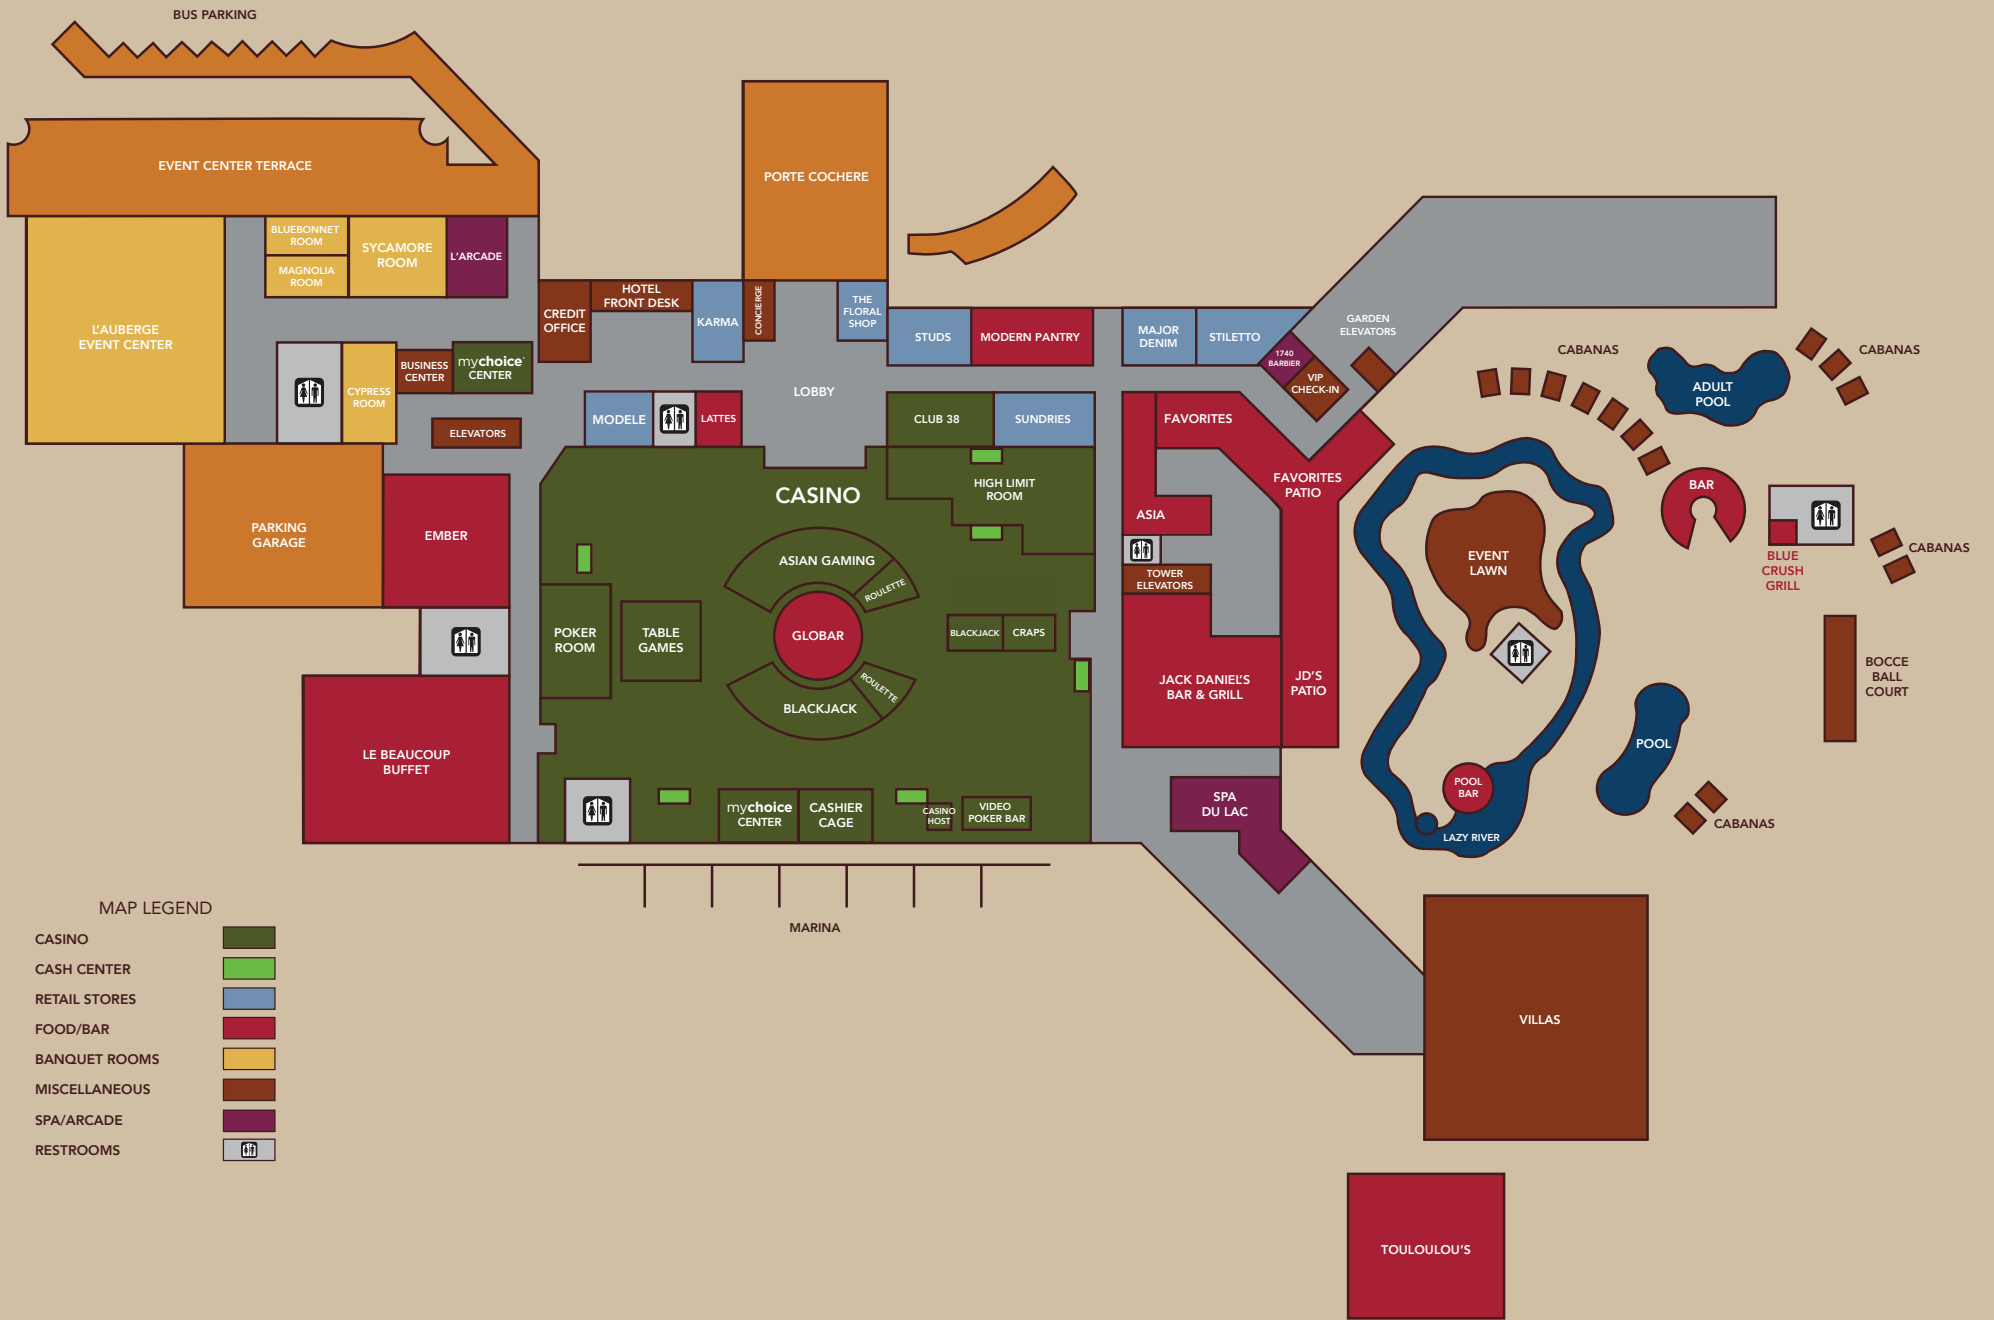 BUS PARKING
EVENT CENTER TERRACE
PORTE COCHERE
BLUEBONNET
ROOM
MAGNOLIA
ROOM
SYCAMORE
ROOM
L'ARCADE
L'AUBERGE
EVENT CENTER
CREDIT
OFFICE
HOTEL
FRONT DESK
KARMA
CONCIERGE
THE
FLORAL
SHOP
STUDS
MODERN PANTRY
MAJOR
DENIM
STILETTO
GARDEN
ELEVATORS
1740
BARBIER
VIP
CHECK-IN
CYPRESS
ROOM
BUSINESS
CENTER
mychoice
CENTER
ELEVATORS
MODELE
LATTES
LOBBY
CLUB 38
SUNDRIES
FAVORITES
FAVORITES
PATIO
ASIA
TOWER
ELEVATORS
JACK DANIEL'S
BAR & GRILL
JD'S
PATIO
PARKING
GARAGE
EMBER
LE BEAUCOUP
BUFFET
CASINO
HIGH LIMIT
ROOM
ASIAN GAMING
ROULETTE
GLOBAR
POKER
ROOM
TABLE
GAMES
BLACKJACK
CRAPS
ROULETTE
BLACKJACK
mychoice
CENTER
CASHIER
CAGE
CASINO
HOST
VIDEO
POKER BAR
MARINA
SPA
DU LAC
CABANAS
CABANAS
ADULT
POOL
BAR
BLUE
CRUSH
GRILL
CABANAS
EVENT
LAWN
BOCCE
BALL
COURT
POOL
POOL
BAR
LAZY RIVER
CABANAS
VILLAS
TOULOULOU'S
MAP LEGEND
CASINO
CASH CENTER
RETAIL STORES
FOOD/BAR
BANQUET ROOMS
MISCELLANEOUS
SPA/ARCADE
RESTROOMS